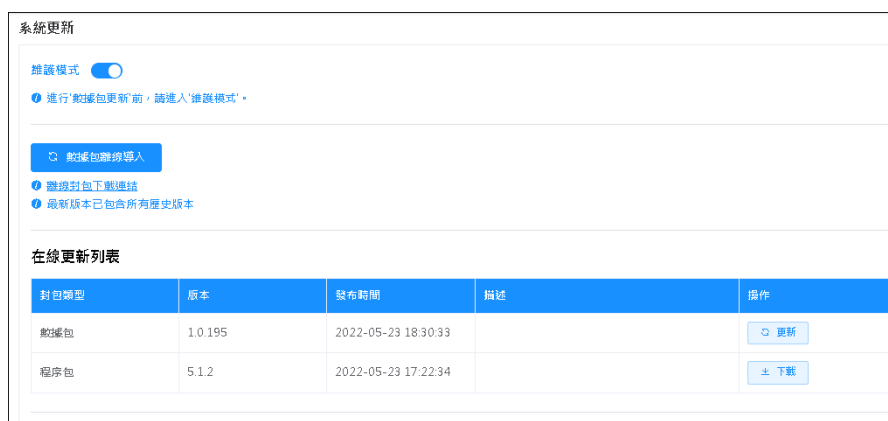 系統更新
維護模式
進行'數據包更新'前，請進入'維護模式'。
數據包離線導入
離線封包下載連結
最新版本已包含所有歷史版本
在線更新列表
封包類型 版本 發布時間 描述 操作
數據包 1.0.195 2022-05-23 18:30:33 更新
程序包 5.1.2 2022-05-23 17:22:34 下載